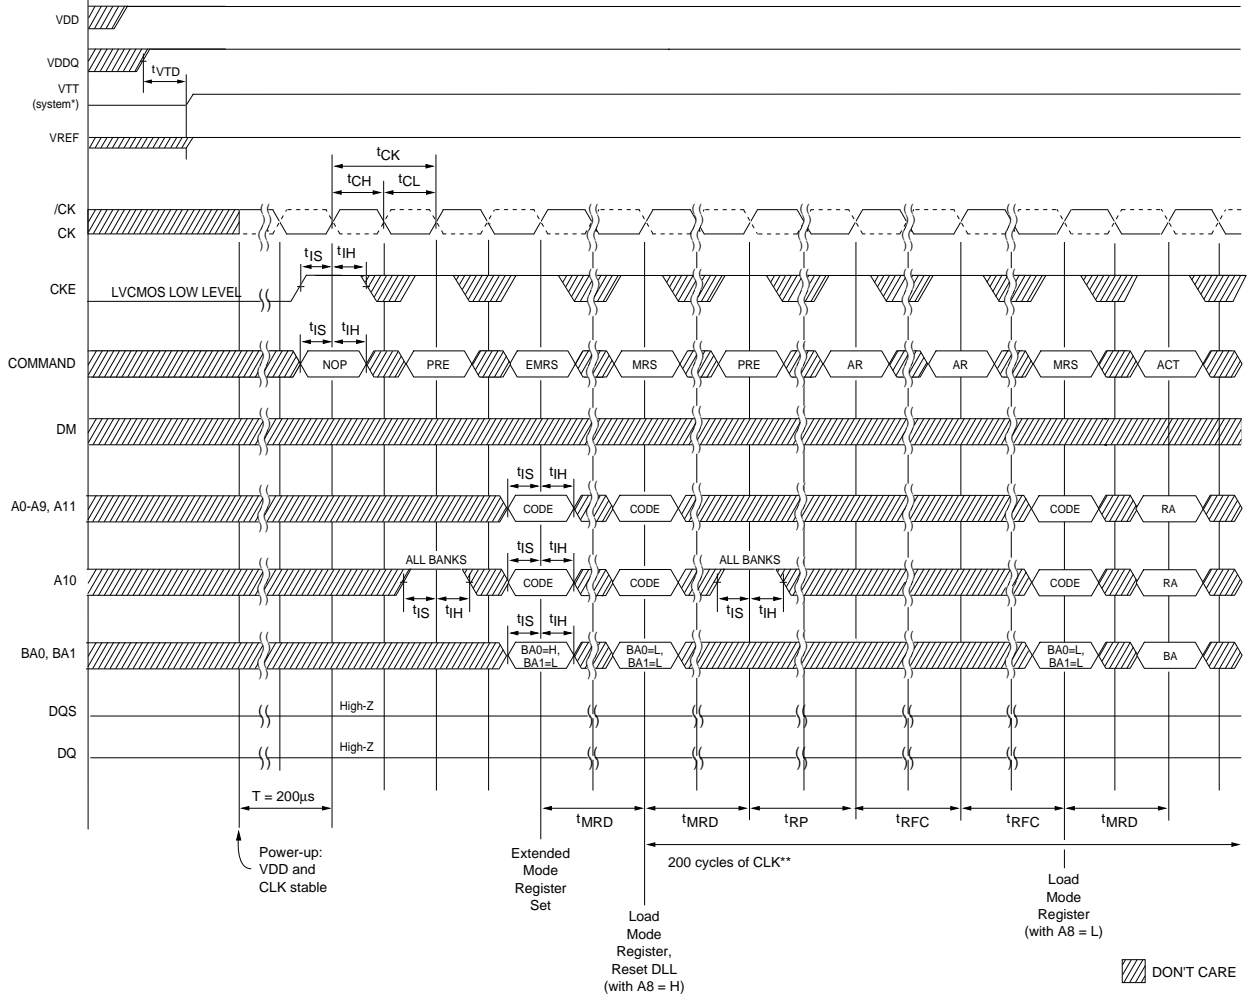 VDD
VDDQ
tVTD
VTT
(system*)
VREF
tCK
tCH
tCL
/CK
CK
tIS
tIH
CKE
LVCMOS LOW LEVEL
tIS
tIH
COMMAND
NOP
PRE
EMRS
MRS
PRE
AR
AR
MRS
ACT
DM
tIS
tIH
A0-A9, A11
CODE
CODE
CODE
RA
ALL BANKS
tIS
tIH
ALL BANKS
A10
CODE
CODE
CODE
RA
tIS
tIH
tIS
tIH
tIS
tIH
BA0, BA1
BA0=H,
BA1=L
BA0=L,
BA1=L
BA0=L,
BA1=L
BA
DQS
High-Z
DQ
High-Z
T = 200µs
tMRD
tMRD
tRP
tRFC
tRFC
tMRD
Power-up:
VDD and
CLK stable
Extended
Mode
Register
Set
200 cycles of CLK**
Load
Mode
Register,
Reset DLL
(with A8 = H)
Load
Mode
Register
(with A8 = L)
DON'T CARE